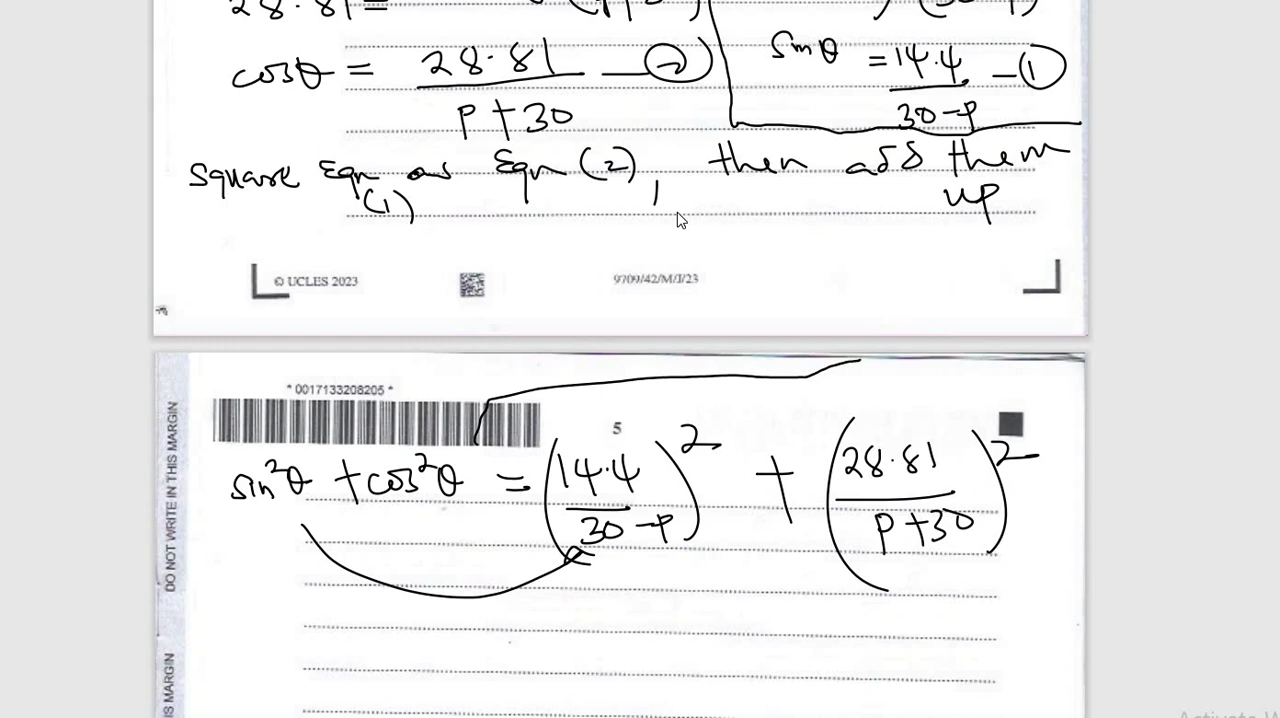 28.81 =
cosθ = 28.81 / p + 30 — (2)
sinθ = 14.4 / 30 - p — (1)
Square Eqn (1) and Eqn (2), then add them up
© UCLES 2023
9709/42/M/J/23
DO NOT WRITE IN THIS MARGIN
* 0017133208205 *
5
sin²θ + cos²θ = (14.4 / 30 - p)² + (28.81 / p + 30)²
IS MARGIN